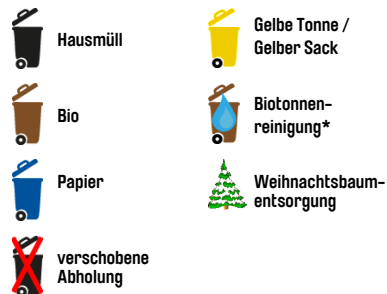 Hausmüll
Bio
Papier
verschobene
Abholung
Gelbe Tonne /
Gelber Sack
Biotonnen-
reinigung*
Weihnachtsbaum-
entsorgung